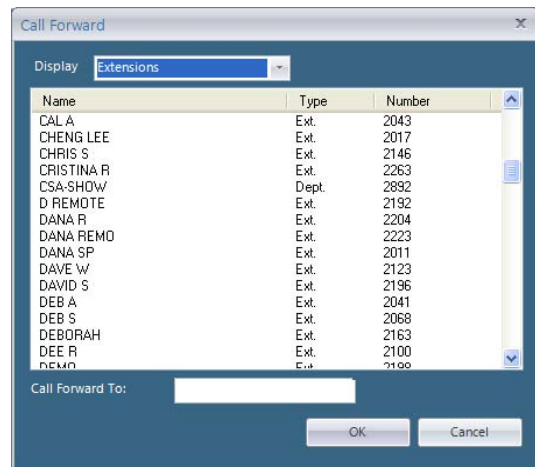 Call Forward
Display Extensions
Name Type Number
CAL A Ext. 2043
CHENG LEE Ext. 2017
CHRIS S Ext. 2146
CRISTINA R Ext. 2263
CSA-SHOW Dept. 2892
D REMOTE Ext. 2192
DANA R Ext. 2204
DANA REMO Ext. 2223
DANA SP Ext. 2011
DAVE W Ext. 2123
DAVID S Ext. 2196
DEB A Ext. 2041
DEB S Ext. 2068
DEBORAH Ext. 2163
DEE R Ext. 2100
DEMO Ext.
Call Forward To:
OK Cancel